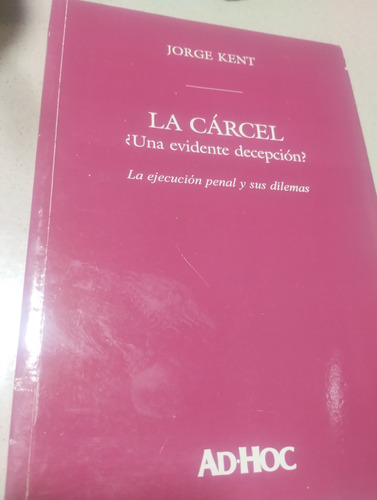 JORGE KENT
LA CÁRCEL
¿Una evidente decepción?
La ejecución penal y sus dilemas
AD·HOC